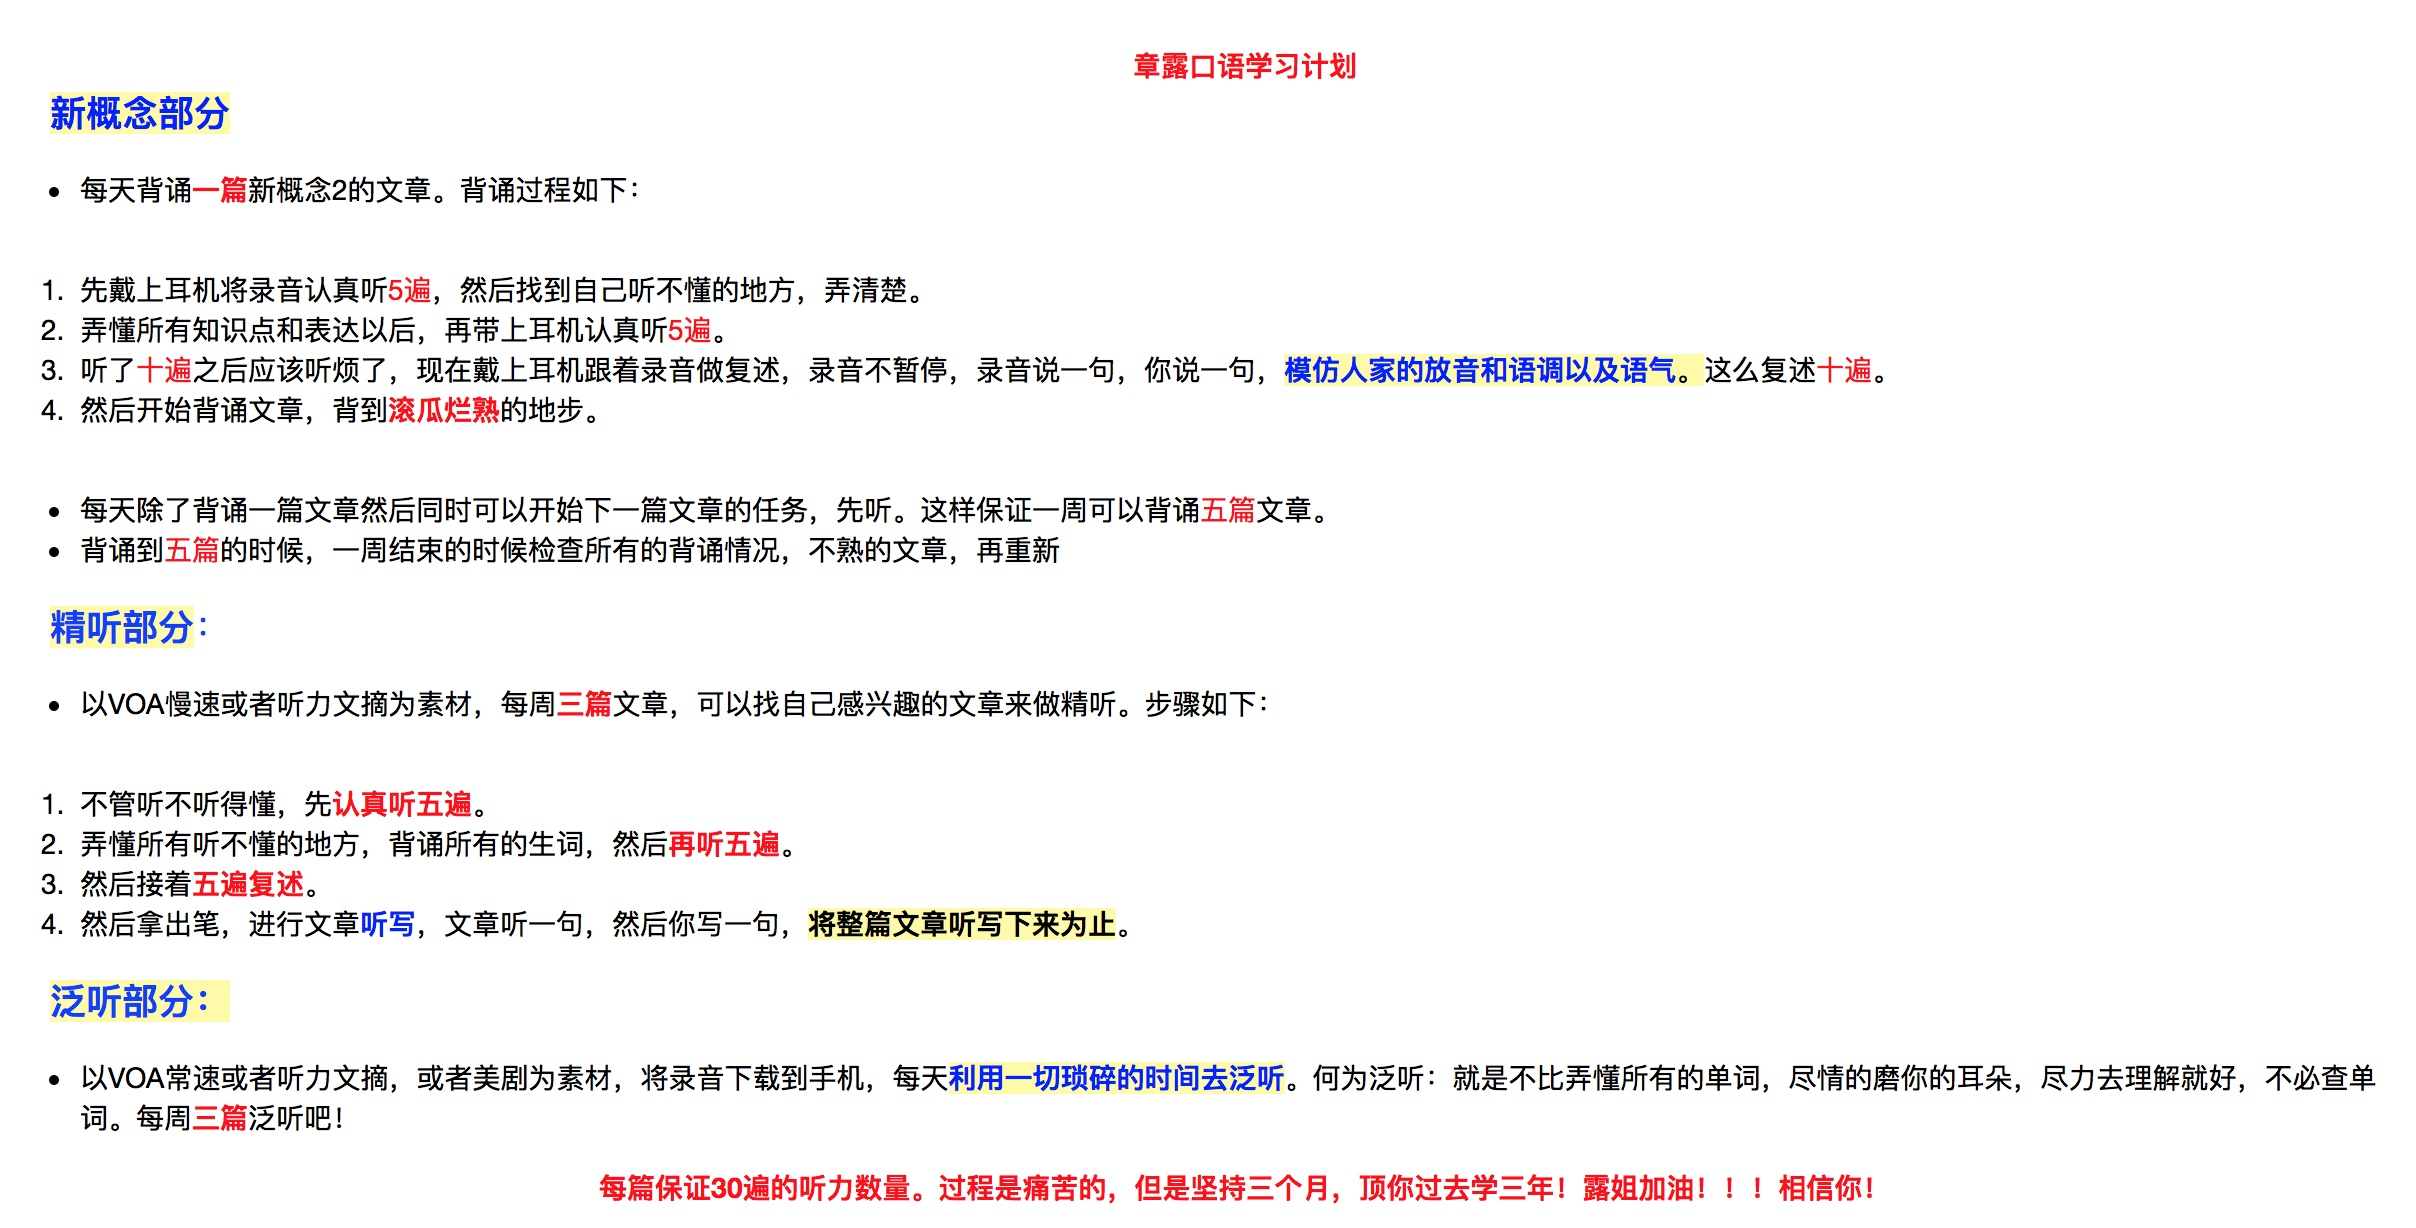 章露口语学习计划
新概念部分
• 每天背诵一篇新概念2的文章。背诵过程如下：
1. 先戴上耳机将录音认真听5遍，然后找到自己听不懂的地方，弄清楚。
2. 弄懂所有知识点和表达以后，再带上耳机认真听5遍。
3. 听了十遍之后应该听烦了，现在戴上耳机跟着录音做复述，录音不暂停，录音说一句，你说一句，模仿人家的放音和语调以及语气。这么复述十遍。
4. 然后开始背诵文章，背到滚瓜烂熟的地步。
• 每天除了背诵一篇文章然后同时可以开始下一篇文章的任务，先听。这样保证一周可以背诵五篇文章。
• 背诵到五篇的时候，一周结束的时候检查所有的背诵情况，不熟的文章，再重新
精听部分：
• 以VOA慢速或者听力文摘为素材，每周三篇文章，可以找自己感兴趣的文章来做精听。步骤如下：
1. 不管听不听得懂，先认真听五遍。
2. 弄懂所有听不懂的地方，背诵所有的生词，然后再听五遍。
3. 然后接着五遍复述。
4. 然后拿出笔，进行文章听写，文章听一句，然后你写一句，将整篇文章听写下来为止。
泛听部分：
• 以VOA常速或者听力文摘，或者美剧为素材，将录音下载到手机，每天利用一切琐碎的时间去泛听。何为泛听：就是不比弄懂所有的单词，尽情的磨你的耳朵，尽力去理解就好，不必查单
词。每周三篇泛听吧！
每篇保证30遍的听力数量。过程是痛苦的，但是坚持三个月，顶你过去学三年！露姐加油！！！相信你！